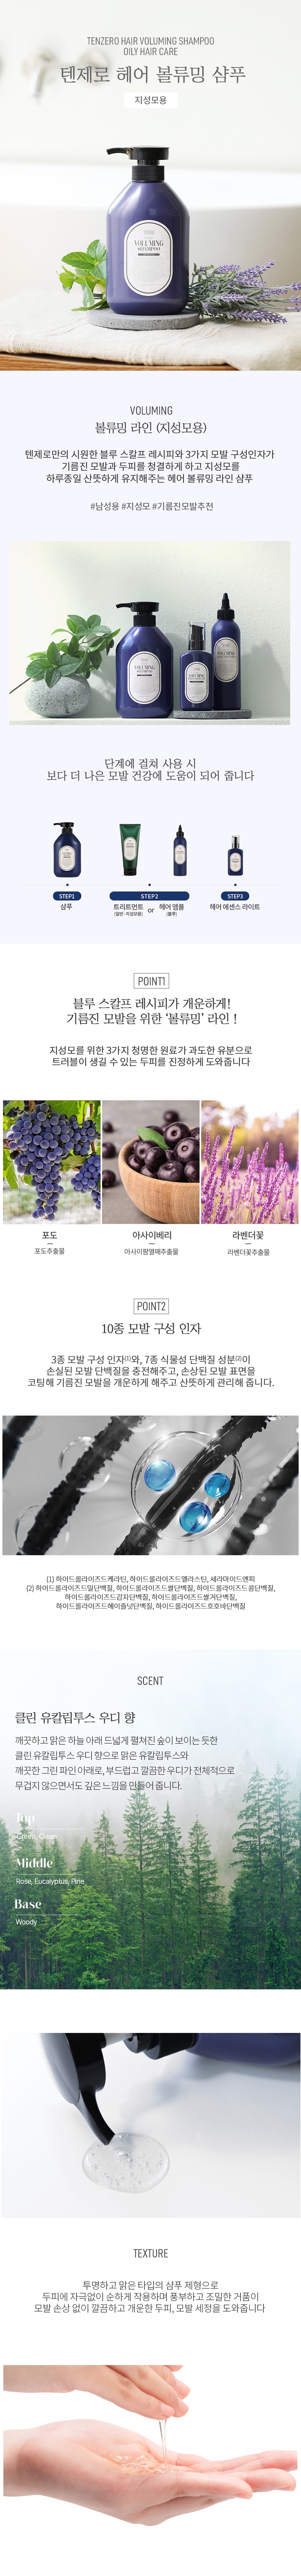 TENZERO HAIR VOLUMING SHAMPOO
OILY HAIR CARE
텐제로 헤어 볼류밍 샴푸
지성모용
VOLUMING
SHAMPOO
VOLUMING
볼류밍 라인 (지성모용)
텐제로만의 시원한 블루 스칼프 레시피와 3가지 모발 구성인자가
기름진 모발과 두피를 청결하게 하고 지성모를
하루종일 산뜻하게 유지해주는 헤어 볼류밍 라인 샴푸
#남성용 #지성모 #기름진모발추천
단계에 걸쳐 사용 시
보다 더 나은 모발 건강에 도움이 되어 줍니다
STEP1
STEP2
STEP3
샴푸
트리트먼트
(일반·지성모용)
or
헤어 앰플
(블루)
헤어 에센스 라이트
POINT1
블루 스칼프 레시피가 개운하게!
기름진 모발을 위한 ‘볼류밍’ 라인 !
지성모를 위한 3가지 청명한 원료가 과도한 유분으로
트러블이 생길 수 있는 두피를 진정하게 도와줍니다
포도
포도추출물
아사이베리
아사이팜열매추출물
라벤더꽃
라벤더꽃추출물
POINT2
10종 모발 구성 인자
3종 모발 구성 인자(1)와, 7종 식물성 단백질 성분(2)이
손실된 모발 단백질을 충전해주고, 손상된 모발 표면을
코팅해 기름진 모발을 개운하게 해주고 산뜻하게 관리해 줍니다.
(1) 하이드롤라이즈드케라틴, 하이드롤라이즈드엘라스틴, 세라마이드엔피
(2) 하이드롤라이즈드밀단백질, 하이드롤라이즈드쌀단백질, 하이드롤라이즈드콩단백질,
하이드롤라이즈드감자단백질, 하이드롤라이즈드쌀겨단백질,
하이드롤라이즈드헤이즐넛단백질, 하이드롤라이즈드호호바단백질
SCENT
클린 유칼립투스 우디 향
깨끗하고 맑은 하늘 아래 드넓게 펼쳐진 숲이 보이는 듯한
클린 유칼립투스 우디 향으로 맑은 유칼립투스와
깨끗한 그린 파인 아래로, 부드럽고 깔끔한 우디가 전체적으로
무겁지 않으면서도 깊은 느낌을 만들어 줍니다.
Top
Green, Clean
Middle
Rose, Eucalyptus, Pine
Base
Woody
TEXTURE
투명하고 맑은 타입의 샴푸 제형으로
두피에 자극없이 순하게 작용하며 풍부하고 조밀한 거품이
모발 손상 없이 깔끔하고 개운한 두피, 모발 세정을 도와줍니다